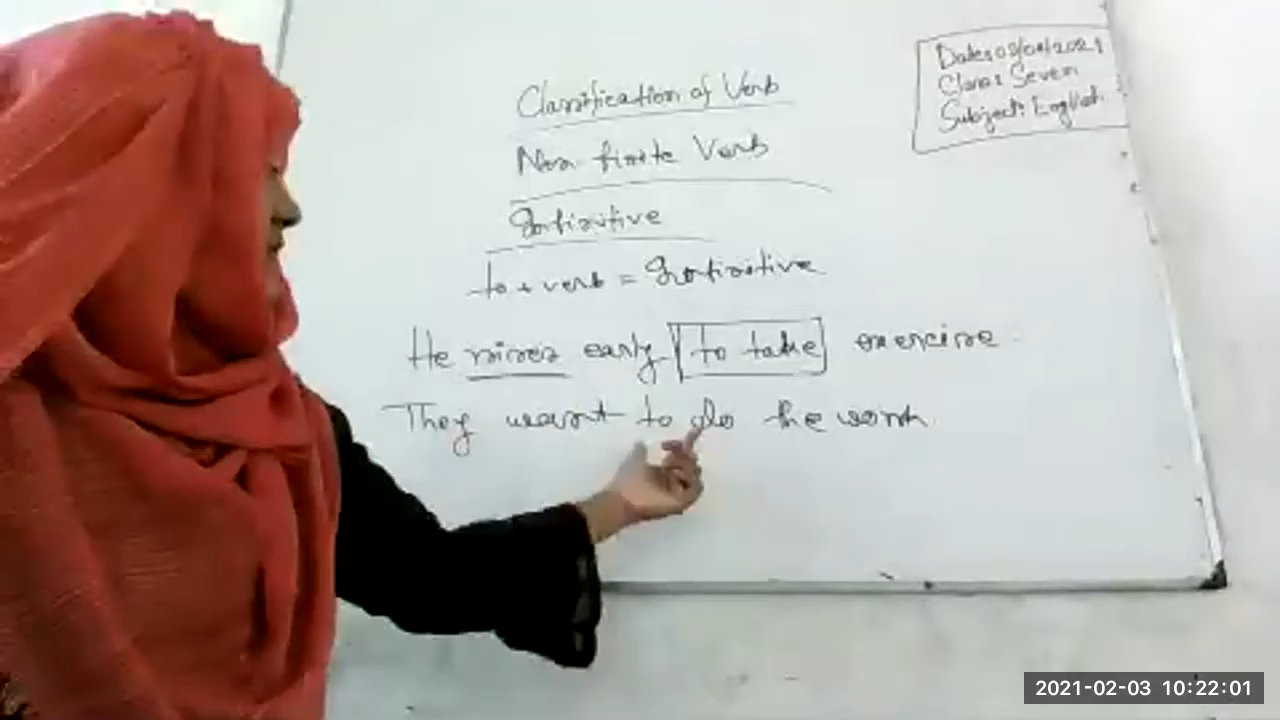 Classification of Verb
Non-finite Verb
Infinitive
to + verb = Infinitive
He rises early to take exercise.
They want to do the work
Date: 03/02/2021
Class: Seven
Subject: English
2021-02-03 10:22:01